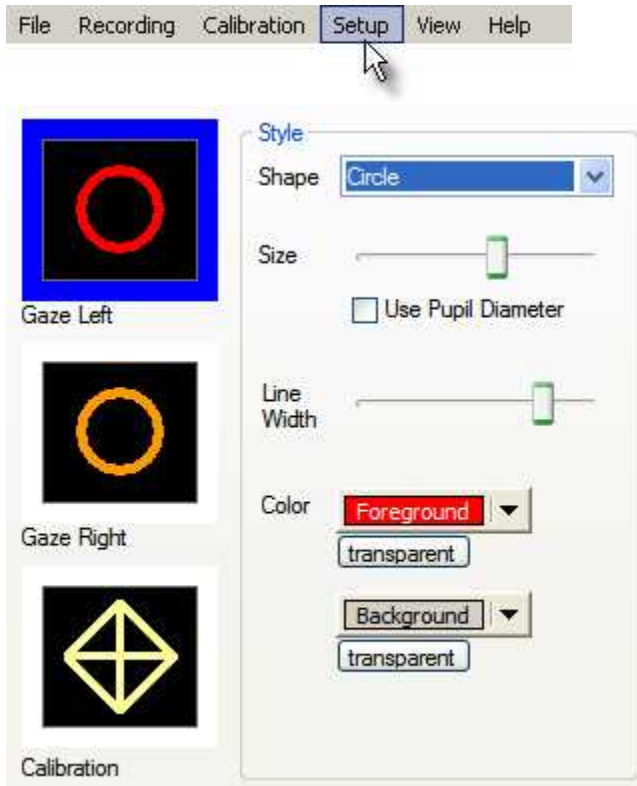 File Recording Calibration Setup View Help
Style
Shape Circle
Size
Gaze Left
Use Pupil Diameter
Line
Width
Gaze Right
Color Foreground
transparent
Background
transparent
Calibration